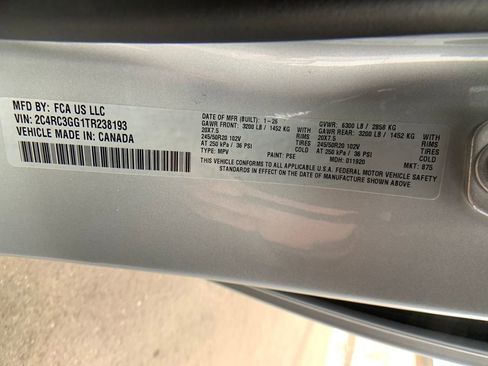 MFD BY: FCA US LLC
VIN: 2C4RC3GG1TR238193
VEHICLE MADE IN: CANADA
DATE OF MFR (BUILT): 1-26 GVWR: 6300 LB / 2858 KG
GAWR FRONT: 3200 LB / 1452 KG WITH GAWR REAR: 3200 LB / 1452 KG WITH
20X7.5 RIMS 20X7.5 RIMS
245/50R20 102V TIRES 245/50R20 102V TIRES
AT 250 kPa / 36 PSI COLD AT 250 kPa / 36 PSI COLD
TYPE: MPV PAINT: PSE MDH: 011920 MKT: 875
THIS VEHICLE CONFORMS TO ALL APPLICABLE U.S.A. FEDERAL MOTOR VEHICLE SAFETY
STANDARDS IN EFFECT ON THE DATE OF MANUFACTURE SHOWN ABOVE